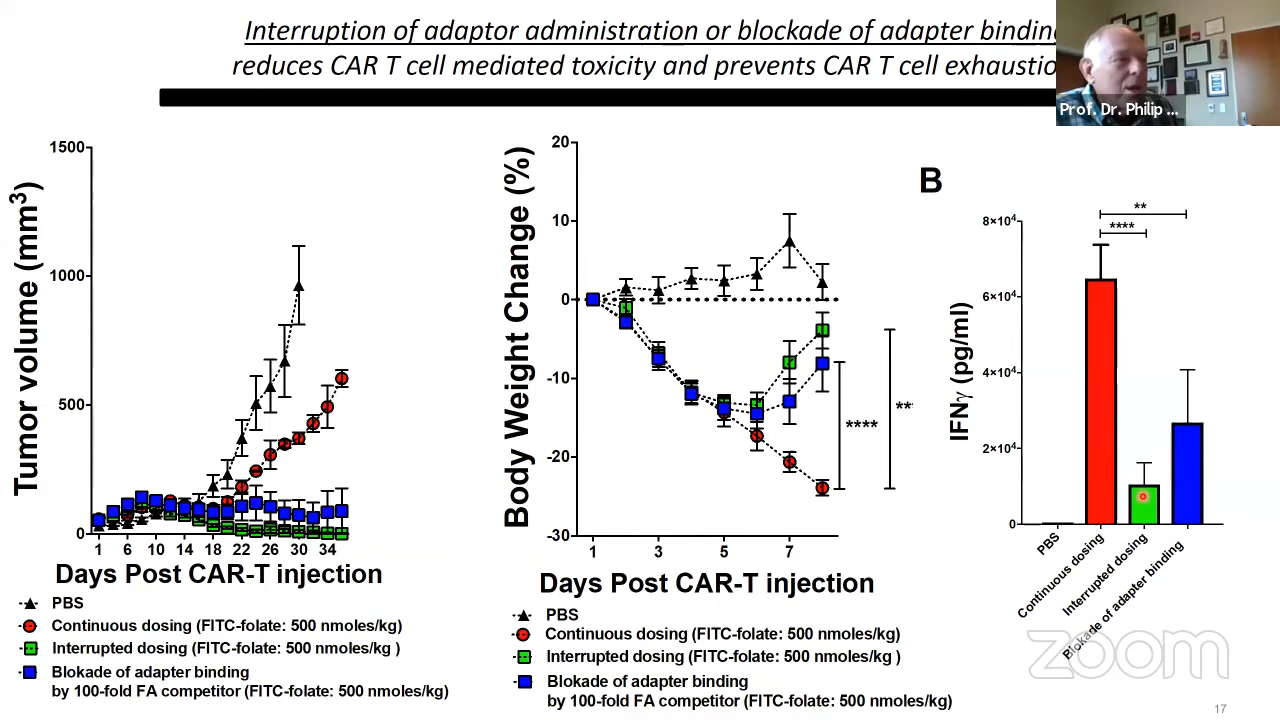 Interruption of adaptor administration or blockade of adapter bindin
reduces CAR T cell mediated toxicity and prevents CAR T cell exhaustio
Prof. Dr. Philip ...
Tumor volume (mm³)
1500
1000
500
0
1 6 10 14 18 22 26 30 34
Days Post CAR-T injection
PBS
Continuous dosing (FITC-folate: 500 nmoles/kg)
Interrupted dosing (FITC-folate: 500 nmoles/kg )
Blokade of adapter binding
by 100-fold FA competitor (FITC-folate: 500 nmoles/kg)
Body Weight Change (%)
20
10
0
-10
-20
-30
1 3 5 7
****
**
Days Post CAR-T injection
PBS
Continuous dosing (FITC-folate: 500 nmoles/kg)
Interrupted dosing (FITC-folate: 500 nmoles/kg )
Blokade of adapter binding
by 100-fold FA competitor (FITC-folate: 500 nmoles/kg)
B
IFNγ (pg/ml)
8×10⁴
6×10⁴
4×10⁴
2×10⁴
0
**
****
PBS
Continuous dosing
Interrupted dosing
Blokade of adapter binding
zoom
17